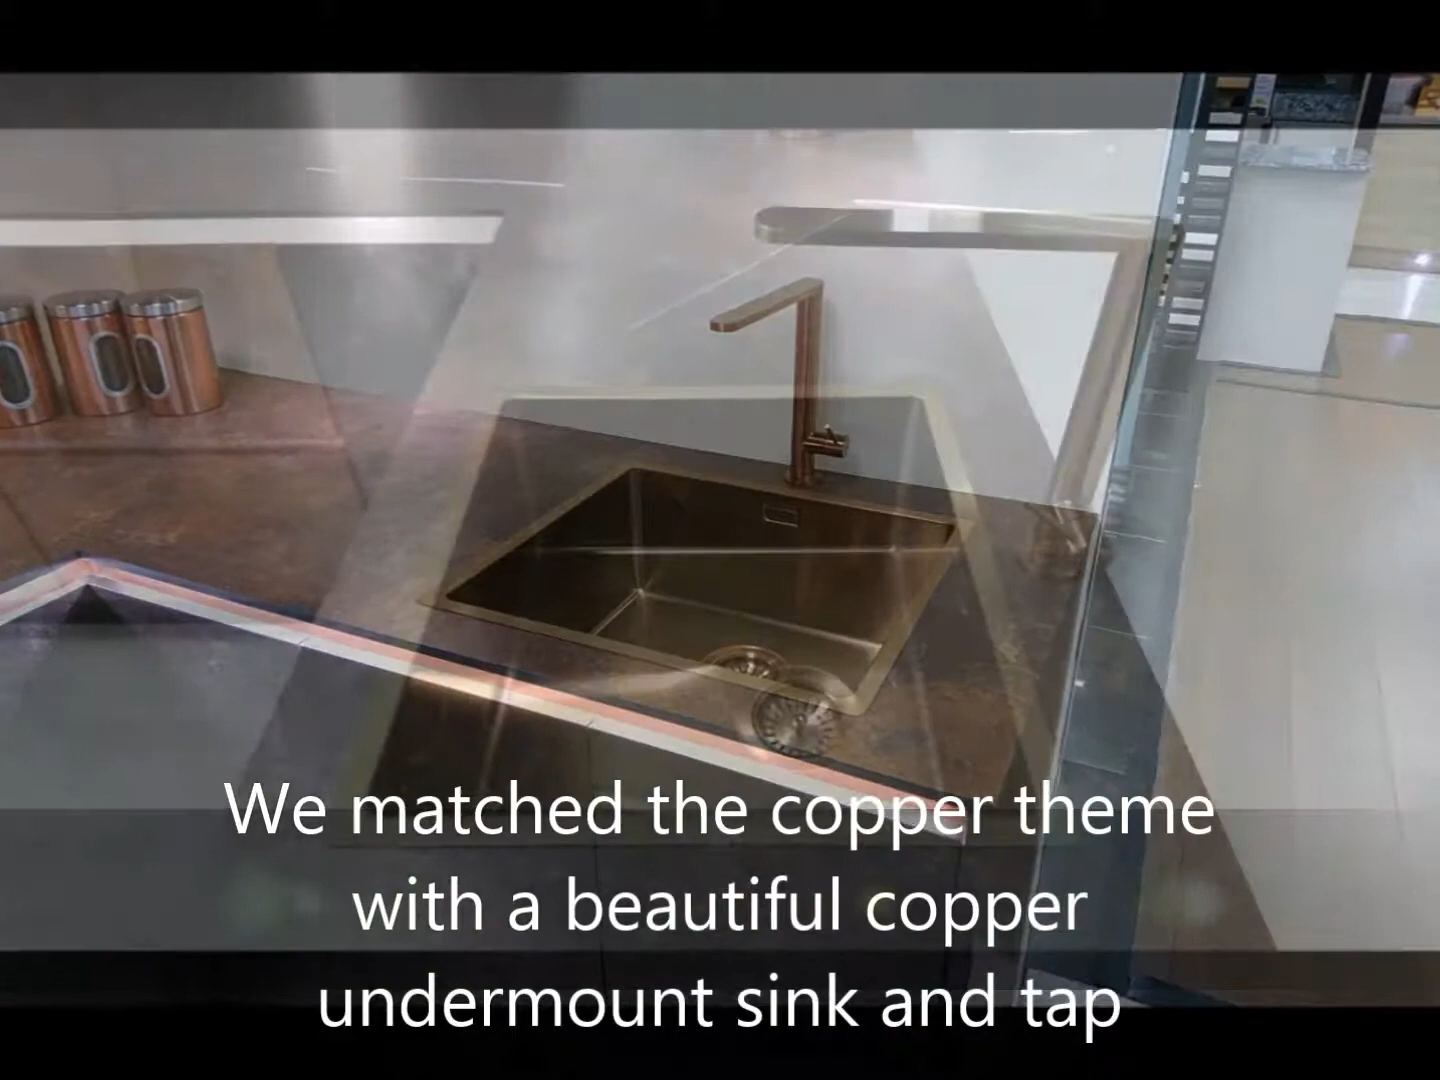 We matched the copper theme
with a beautiful copper
undermount sink and tap